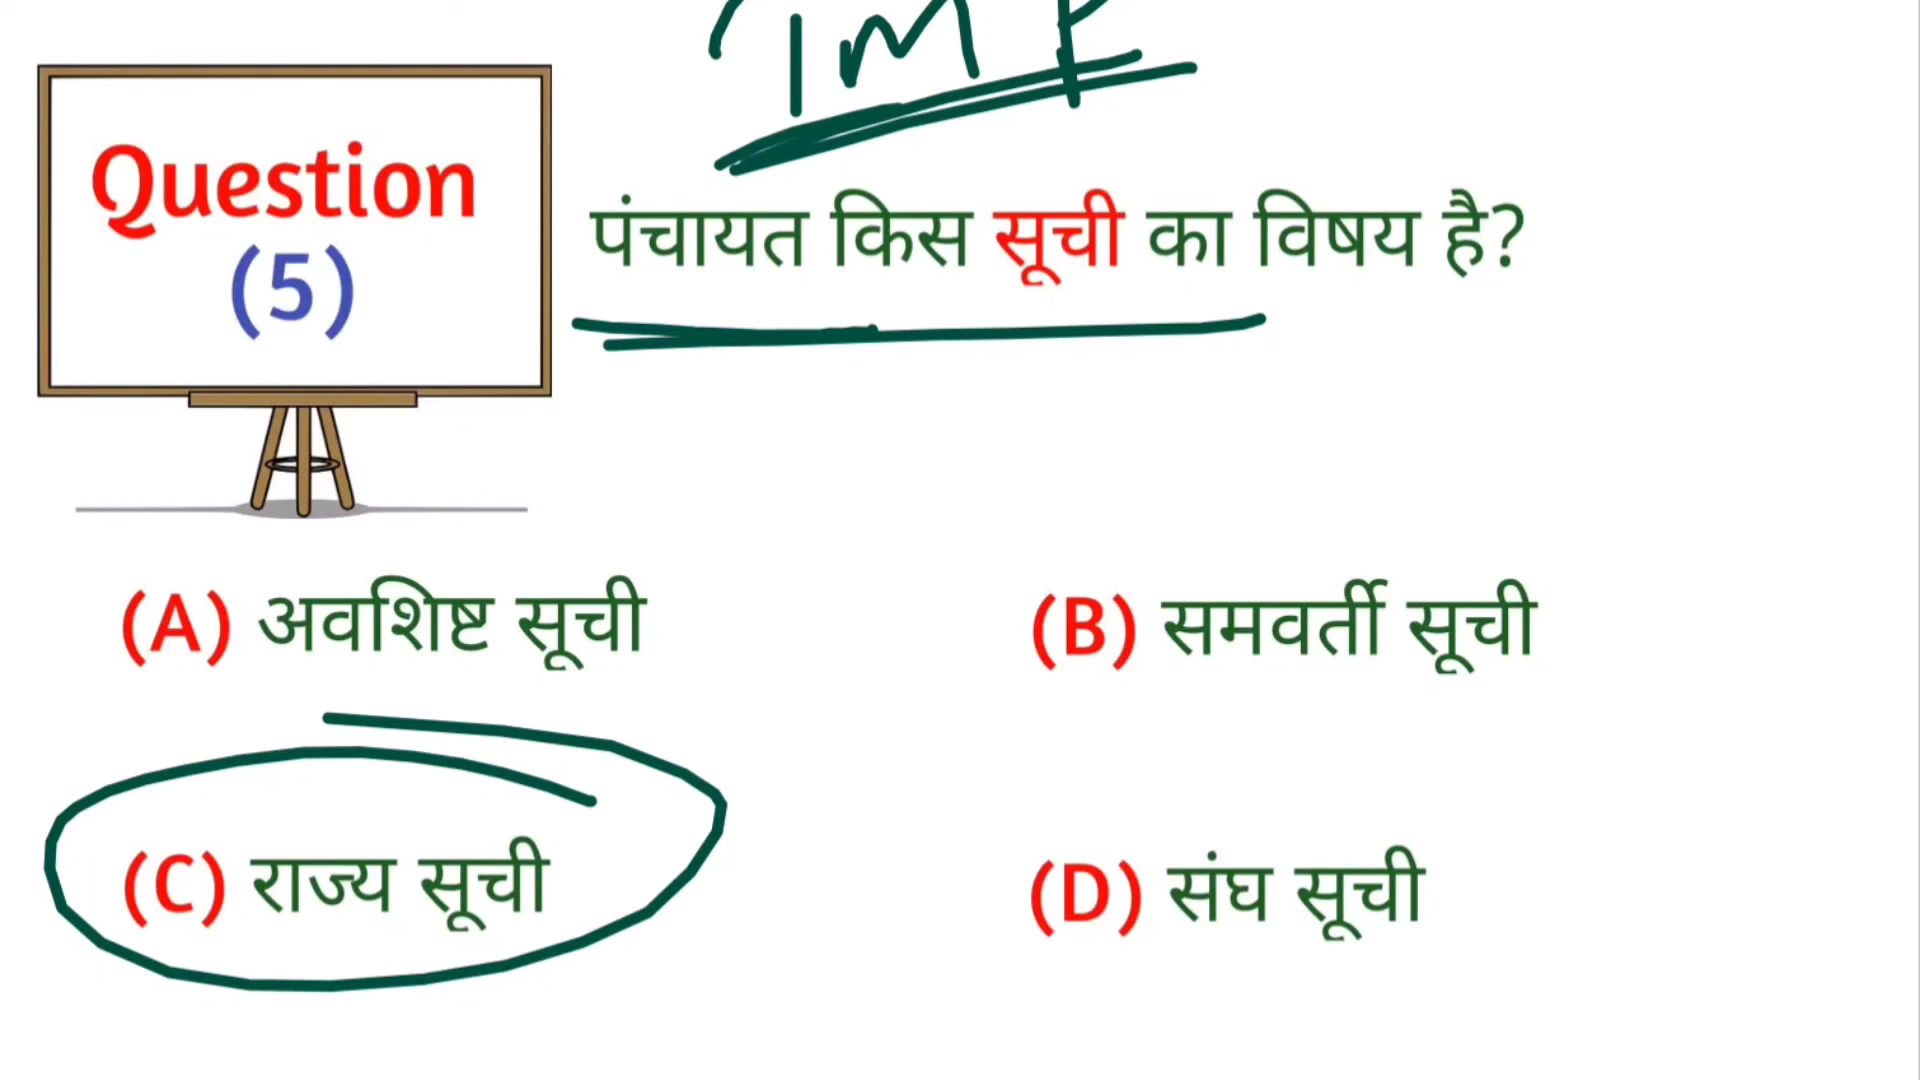 IMP
Question
(5)
पंचायत किस सूची का विषय है?
(A) अवशिष्ट सूची
(B) समवर्ती सूची
(C) राज्य सूची
(D) संघ सूची